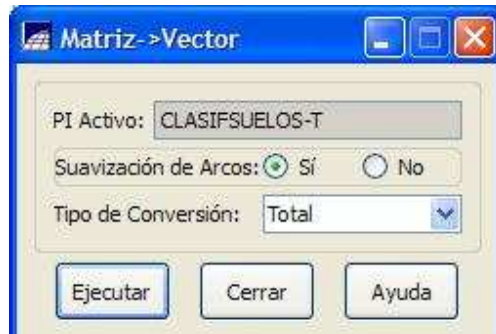 Matriz->Vector
PI Activo: CLASIFSUELOS-T
Suavización de Arcos: Sí No
Tipo de Conversión: Total
Ejecutar Cerrar Ayuda